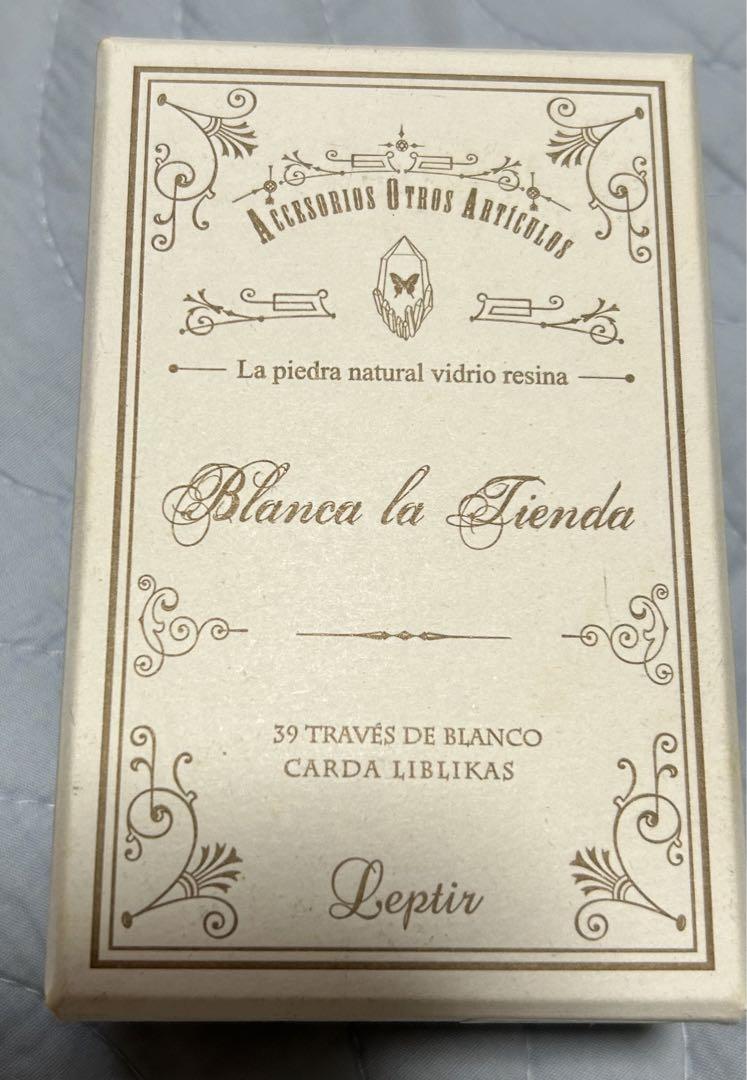 ACCESORIOS OTROS ARTÍCULOS
La piedra natural vidrio resina
Blanca la Tienda
39 TRAVÉS DE BLANCO
CARDA LIBLIKAS
Leptir